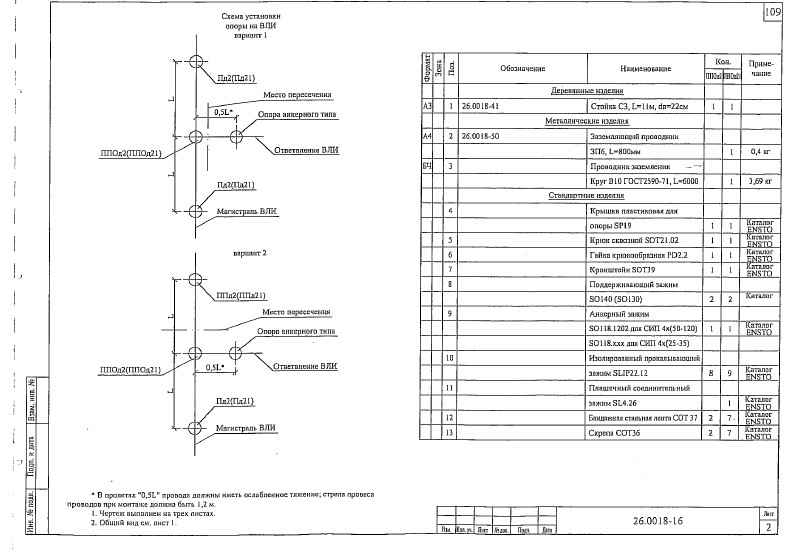 109
Схема установки
опоры на ВЛИ
вариант 1
Пд2(Пд21)
Место пересечения
L
0,5L*
Опора анкерного типа
ППОд2(ППОд21)
Ответвление ВЛИ
Пд2(Пд21)
L
Магистраль ВЛИ
вариант 2
ППд2(ППд21)
Место пересечения
L
Опора анкерного типа
ППОд2(ППОд21)
0,5L*
Ответвление ВЛИ
L
Пд2(Пд21)
Магистраль ВЛИ
* В пролетах "0,5L" провода должны иметь ослабленное тяжение; стрела провеса
проводов при монтаже должна быть 1,2 м.
1. Чертеж выполнен на трех листах.
2. Общий вид см. лист 1.
Формат Зона Поз. Обозначение Наименование Кол. Приме-
ППОд2 ППОд21 чание
Деревянные изделия
А3 1 26.0018-41 Стойка С3, L=11м, dп=22см 1 1
Металлические изделия
А4 2 26.0018-50 Заземляющий проводник
ЗП6, L=800мм 1 0,4 кг
БЧ 3 Проводник заземления
Круг В10 ГОСТ2590-71, L=6000 1 3,69 кг
Стандартные изделия
4 Крышка пластиковая для
опоры SP19 1 1 Каталог ENSTO
5 Крюк сквозной SOT21.02 1 1 Каталог ENSTO
6 Гайка крюкообразная PD2.2 1 1 Каталог ENSTO
7 Кронштейн SOT39 1 1 Каталог ENSTO
8 Поддерживающий зажим
SO140 (SO130) 2 2 Каталог
9 Анкерный зажим
SO118.1202 для СИП 4х(50-120) 1 1 Каталог ENSTO
SO118.xxx для СИП 4х(25-35)
10 Изолированный прокалывающий
зажим SLIP22.12 8 9 Каталог ENSTO
11 Плашечный соединительный
зажим SL4.26 1 Каталог ENSTO
12 Бандажная стальная лента СОТ 37 2 7 Каталог ENSTO
13 Скрепа СОТ36 2 7 Каталог ENSTO
Взам. инв. №
Подп. и дата
Инв. № подл.
Изм. Кол. уч. Лист № док. Подп. Дата
26.0018-16
Лист
2